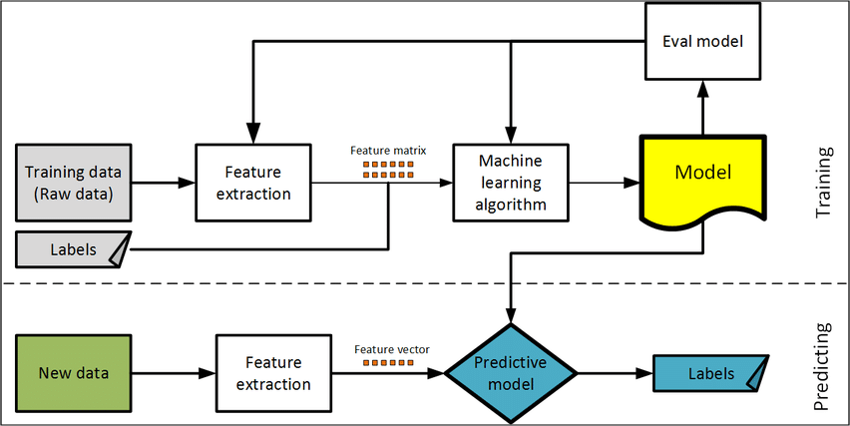 Eval model
Training data
(Raw data)
Feature
extraction
Feature matrix
Machine
learning
algorithm
Model
Training
Labels
New data
Feature
extraction
Feature vector
Predictive
model
Labels
Predicting